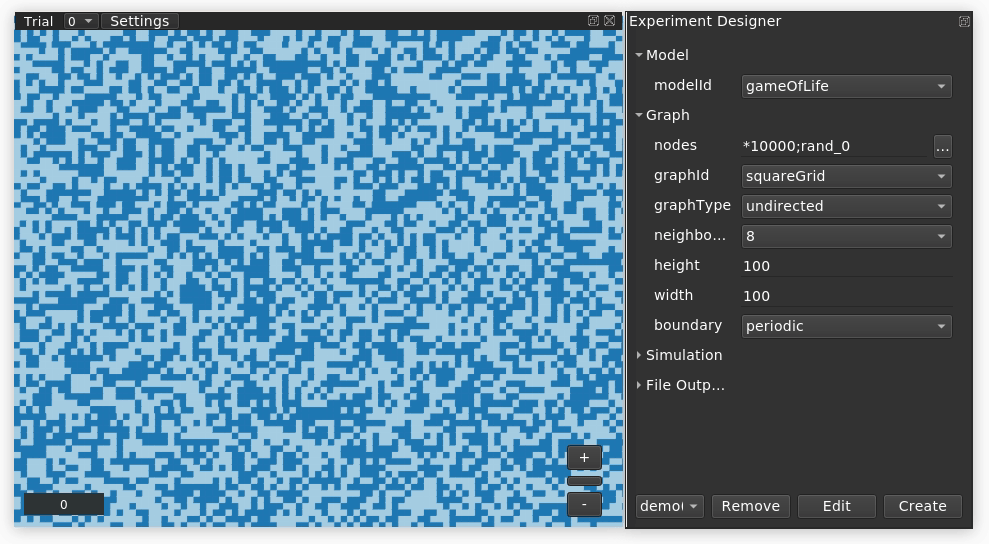 Trial 0 Settings
0
+
-
Experiment Designer
Model
modelId gameOfLife
Graph
nodes *10000;rand_0 ...
graphId squareGrid
graphType undirected
neighbo... 8
height 100
width 100
boundary periodic
Simulation
File Outp...
Remove Edit Create